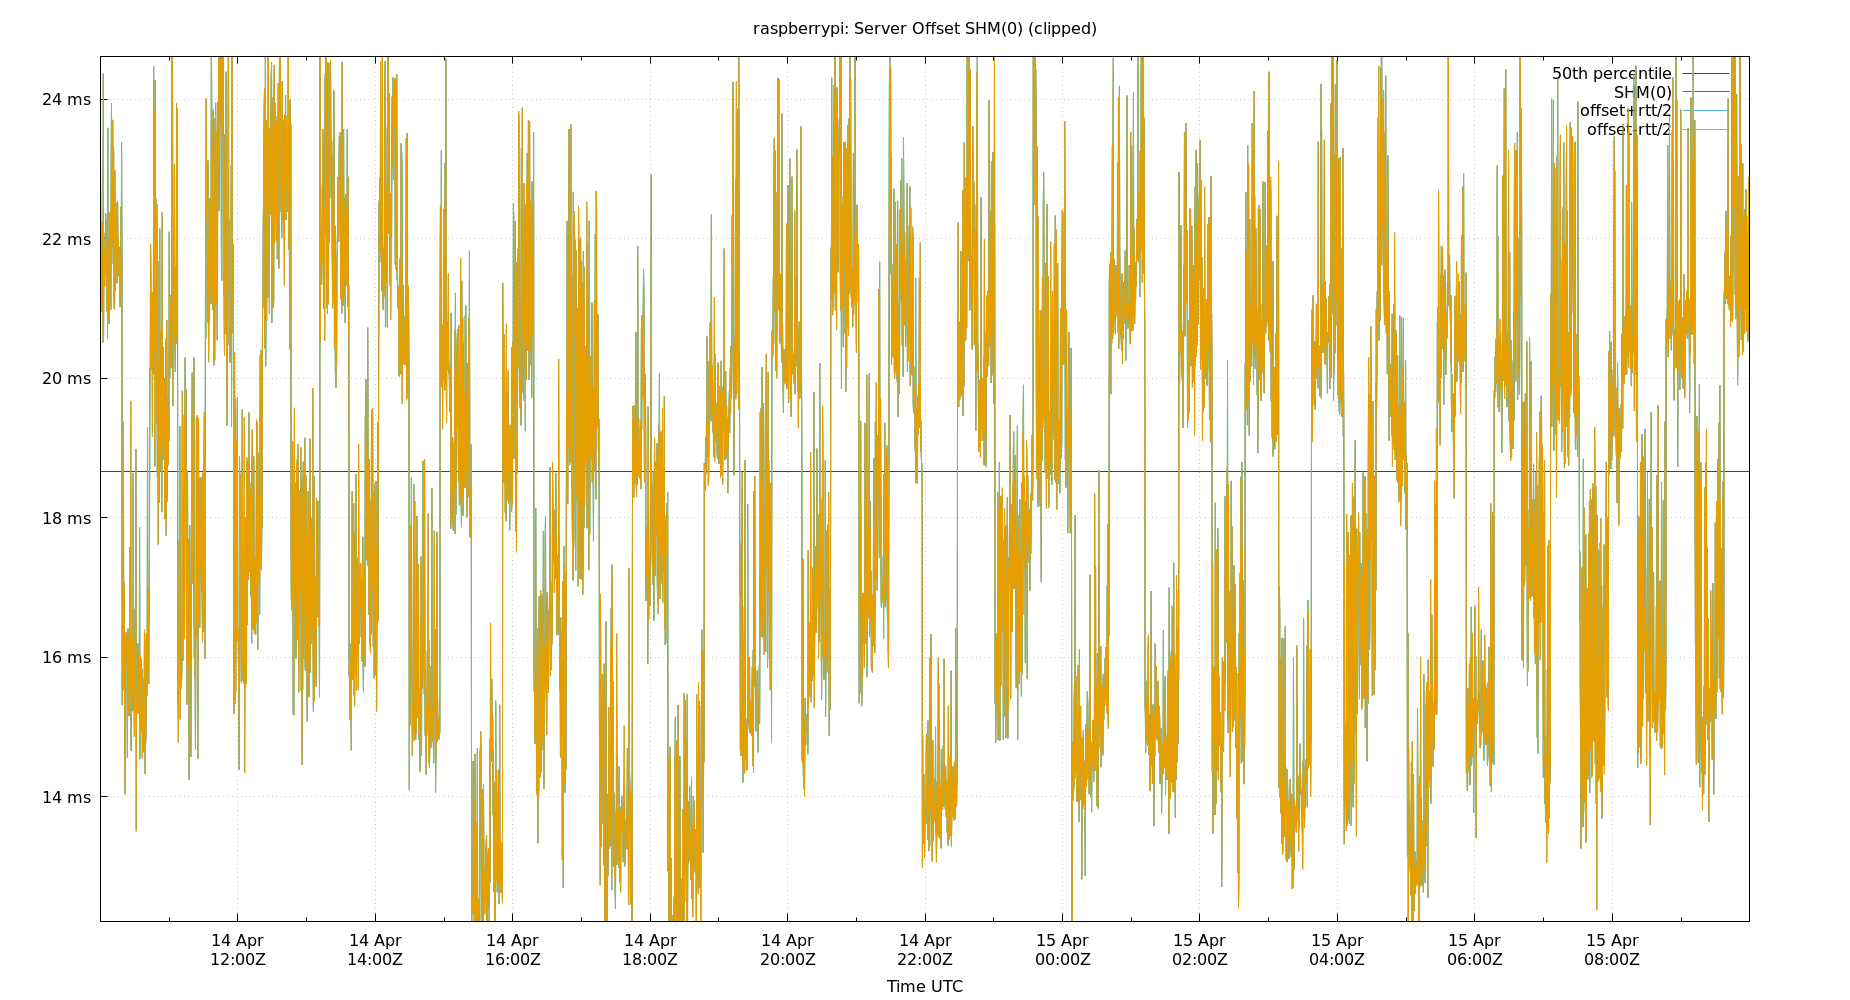 raspberrypi: Server Offset SHM(0) (clipped)
50th percentile
SHM(0)
offset+rtt/2
offset-rtt/2
24 ms
22 ms
20 ms
18 ms
16 ms
14 ms
14 Apr 14 Apr 14 Apr 14 Apr 14 Apr 14 Apr 15 Apr 15 Apr 15 Apr 15 Apr 15 Apr
12:00Z 14:00Z 16:00Z 18:00Z 20:00Z 22:00Z 00:00Z 02:00Z 04:00Z 06:00Z 08:00Z
Time UTC